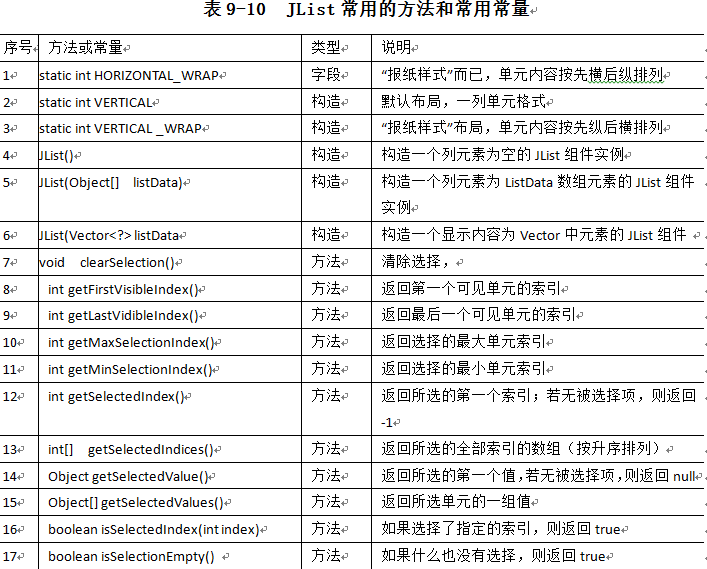 表 9-10 JList 常用的方法和常用常量
序号 方法或常量 类型 说明
1 static int HORIZONTAL_WRAP 字段 “报纸样式”而已，单元内容按先横后纵排列
2 static int VERTICAL 构造 默认布局，一列单元格式
3 static int VERTICAL _WRAP 构造 “报纸样式”布局，单元内容按先纵后横排列
4 JList() 构造 构造一个列元素为空的 JList 组件实例
5 JList(Object[] listData) 构造 构造一个列元素为 ListData 数组元素的 JList 组件
实例
6 JList(Vector<?> listData 构造 构造一个显示内容为 Vector 中元素的 JList 组件
7 void clearSelection() 方法 清除选择，
8 int getFirstVisibleIndex() 方法 返回第一个可见单元的索引
9 int getLastVidibleIndex() 方法 返回最后一个可见单元的索引
10 int getMaxSelectionIndex() 方法 返回选择的最大单元索引
11 int getMinSelectionIndex() 方法 返回选择的最小单元索引
12 int getSelectedIndex() 方法 返回所选的第一个索引；若无被选择项，则返回
-1
13 int[] getSelectedIndices() 方法 返回所选的全部索引的数组（按升序排列）
14 Object getSelectedValue() 方法 返回所选的第一个值，若无被选择项，则返回 null
15 Object[] getSelectedValues() 方法 返回所选单元的一组值
16 boolean isSelectedIndex(int index) 方法 如果选择了指定的索引，则返回 true
17 boolean isSelectionEmpty() 方法 如果什么也没有选择，则返回 true